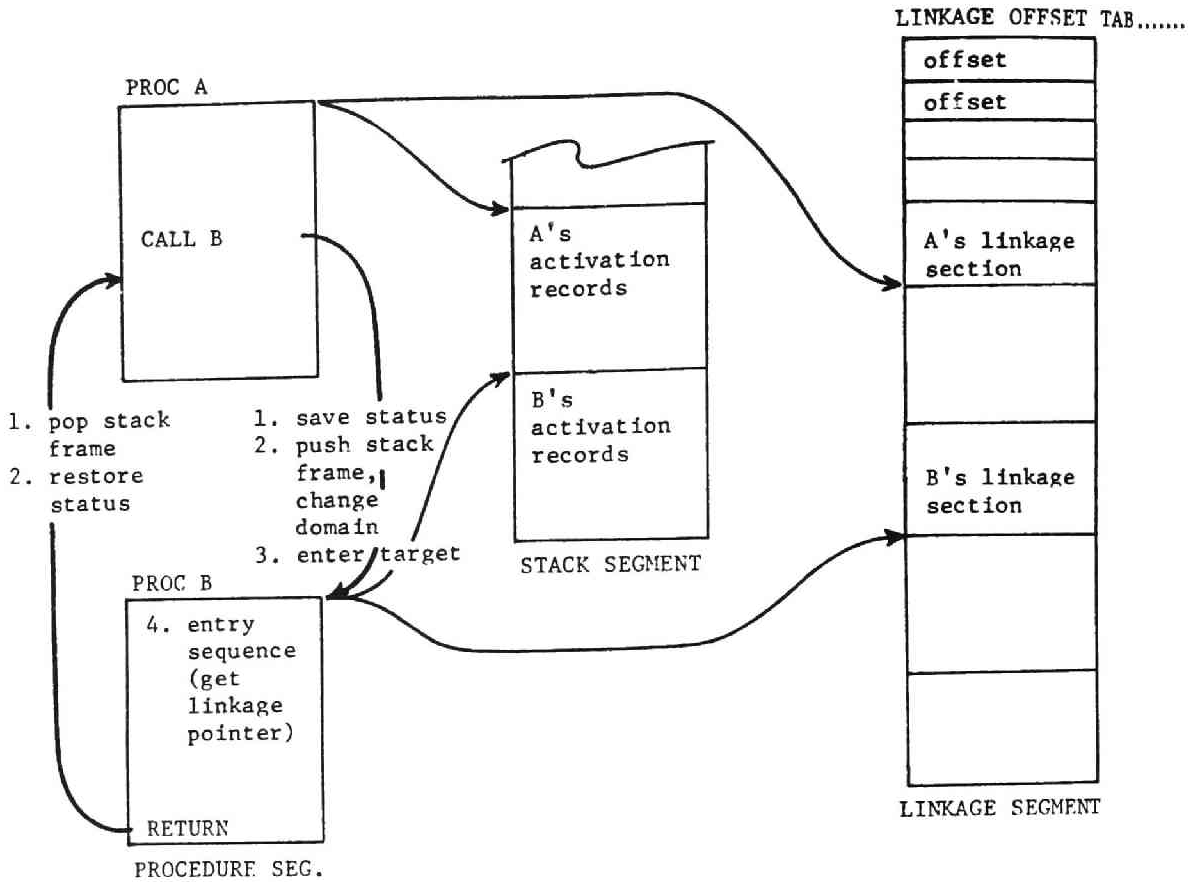 LINKAGE OFFSET TAB.......
offset
offset
A's linkage
section
B's linkage
section
LINKAGE SEGMENT
PROC A
CALL B
1. pop stack
frame
2. restore
status
1. save status
2. push stack
frame,
change
domain
3. enter target
A's
activation
records
B's
activation
records
STACK SEGMENT
PROC B
4. entry
sequence
(get
linkage
pointer)
RETURN
PROCEDURE SEG.